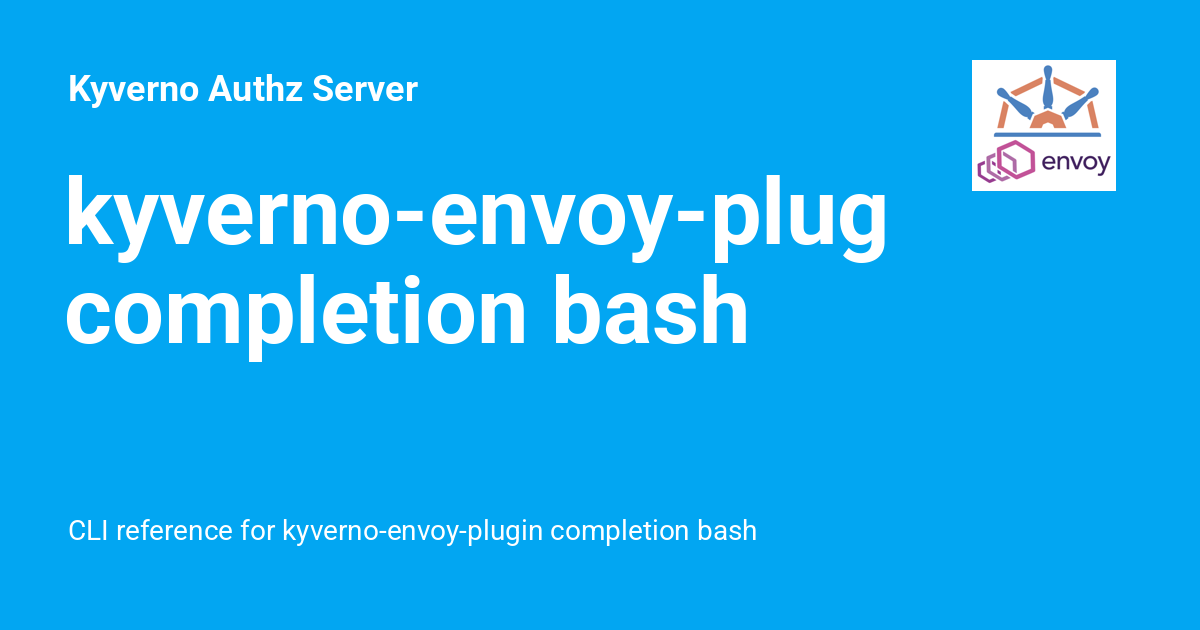 Kyverno Authz Server
envoy
kyverno-envoy-plug
completion bash
CLI reference for kyverno-envoy-plugin completion bash